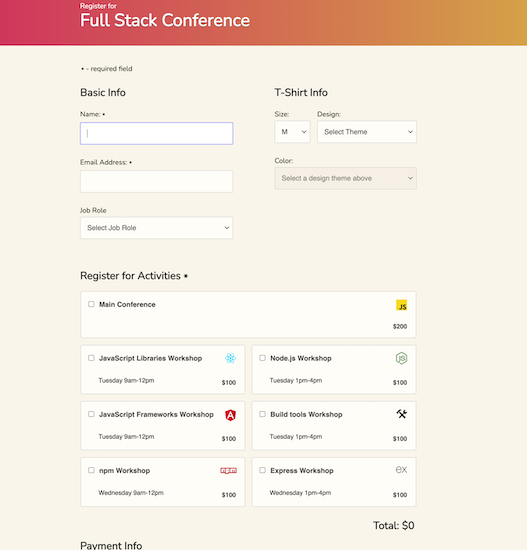 Register for
Full Stack Conference
* - required field
Basic Info
Name: *
Email Address: *
Job Role
Select Job Role
T-Shirt Info
Size:
Design:
M
Select Theme
Color:
Select a design theme above
Register for Activities *
Main Conference
JS
$200
JavaScript Libraries Workshop
Tuesday 9am-12pm
$100
Node.js Workshop
JS
Tuesday 1pm-4pm
$100
JavaScript Frameworks Workshop
A
Tuesday 9am-12pm
$100
Build tools Workshop
Tuesday 1pm-4pm
$100
npm Workshop
npm
Wednesday 9am-12pm
$100
Express Workshop
ex
Wednesday 1pm-4pm
$100
Total: $0
Payment Info